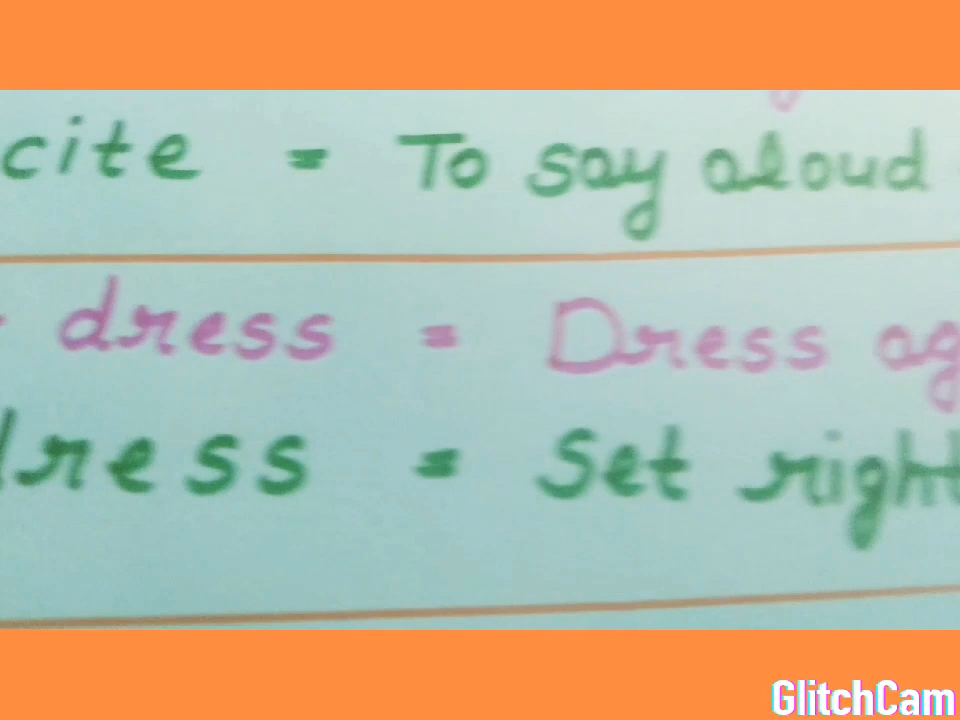 cite = To say aloud
- dress = Dress ag
dress = Set right
GlitchCam